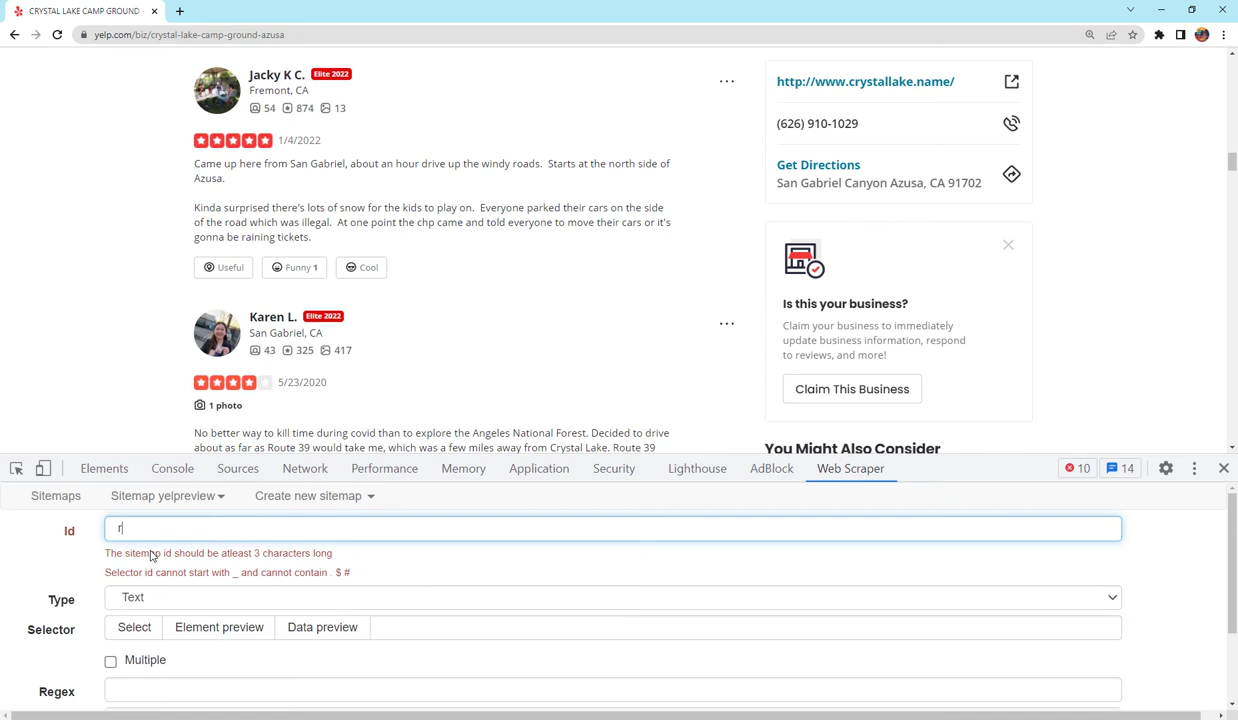 CRYSTAL LAKE CAMP GROUND -
yelp.com/biz/crystal-lake-camp-ground-azusa
Jacky K C. Elite 2022
Fremont, CA
54 874 13
1/4/2022
Came up here from San Gabriel, about an hour drive up the windy roads.  Starts at the north side of
Azusa.
Kinda surprised there's lots of snow for the kids to play on.  Everyone parked their cars on the side
of the road which was illegal.  At one point the chp came and told everyone to move their cars or it's
gonna be raining tickets.
Useful Funny 1 Cool
Karen L. Elite 2022
San Gabriel, CA
43 325 417
5/23/2020
1 photo
No better way to kill time during covid than to explore the Angeles National Forest. Decided to drive
about as far as Route 39 would take me, which was a few miles away from Crystal Lake. Route 39
http://www.crystallake.name/
(626) 910-1029
Get Directions
San Gabriel Canyon Azusa, CA 91702
Is this your business?
Claim your business to immediately
update business information, respond
to reviews, and more!
Claim This Business
You Might Also Consider
Elements Console Sources Network Performance Memory Application Security Lighthouse AdBlock Web Scraper 10 14
Sitemaps Sitemap yelpreview Create new sitemap
Id r
The sitemap id should be atleast 3 characters long
Selector id cannot start with _ and cannot contain . $ #
Type Text
Selector Select Element preview Data preview
Multiple
Regex